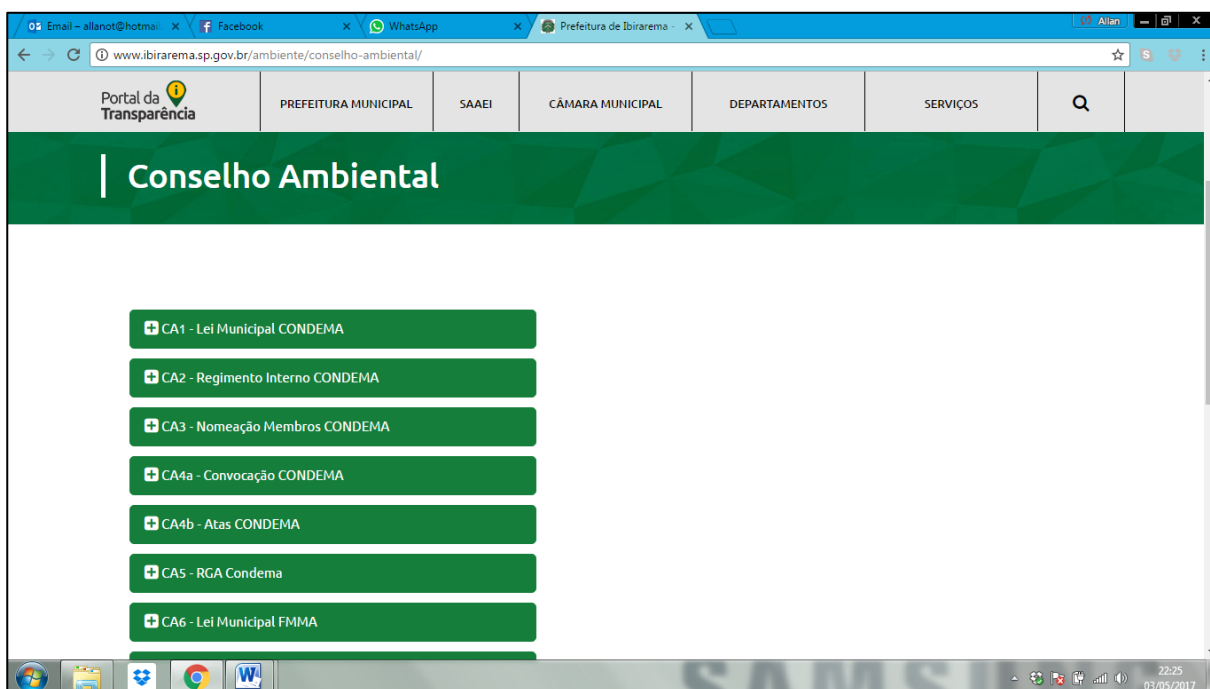 Email – allanot@hotmail. Facebook WhatsApp Prefeitura de Ibirarema - Allan
www.ibirarema.sp.gov.br/ambiente/conselho-ambiental/
Portal da
Transparência
PREFEITURA MUNICIPAL SAAEI CÂMARA MUNICIPAL DEPARTAMENTOS SERVIÇOS
Conselho Ambiental
CA1 - Lei Municipal CONDEMA
CA2 - Regimento Interno CONDEMA
CA3 - Nomeação Membros CONDEMA
CA4a - Convocação CONDEMA
CA4b - Atas CONDEMA
CA5 - RGA Condema
CA6 - Lei Municipal FMMA
SAMSUNG
22:25
03/05/2017